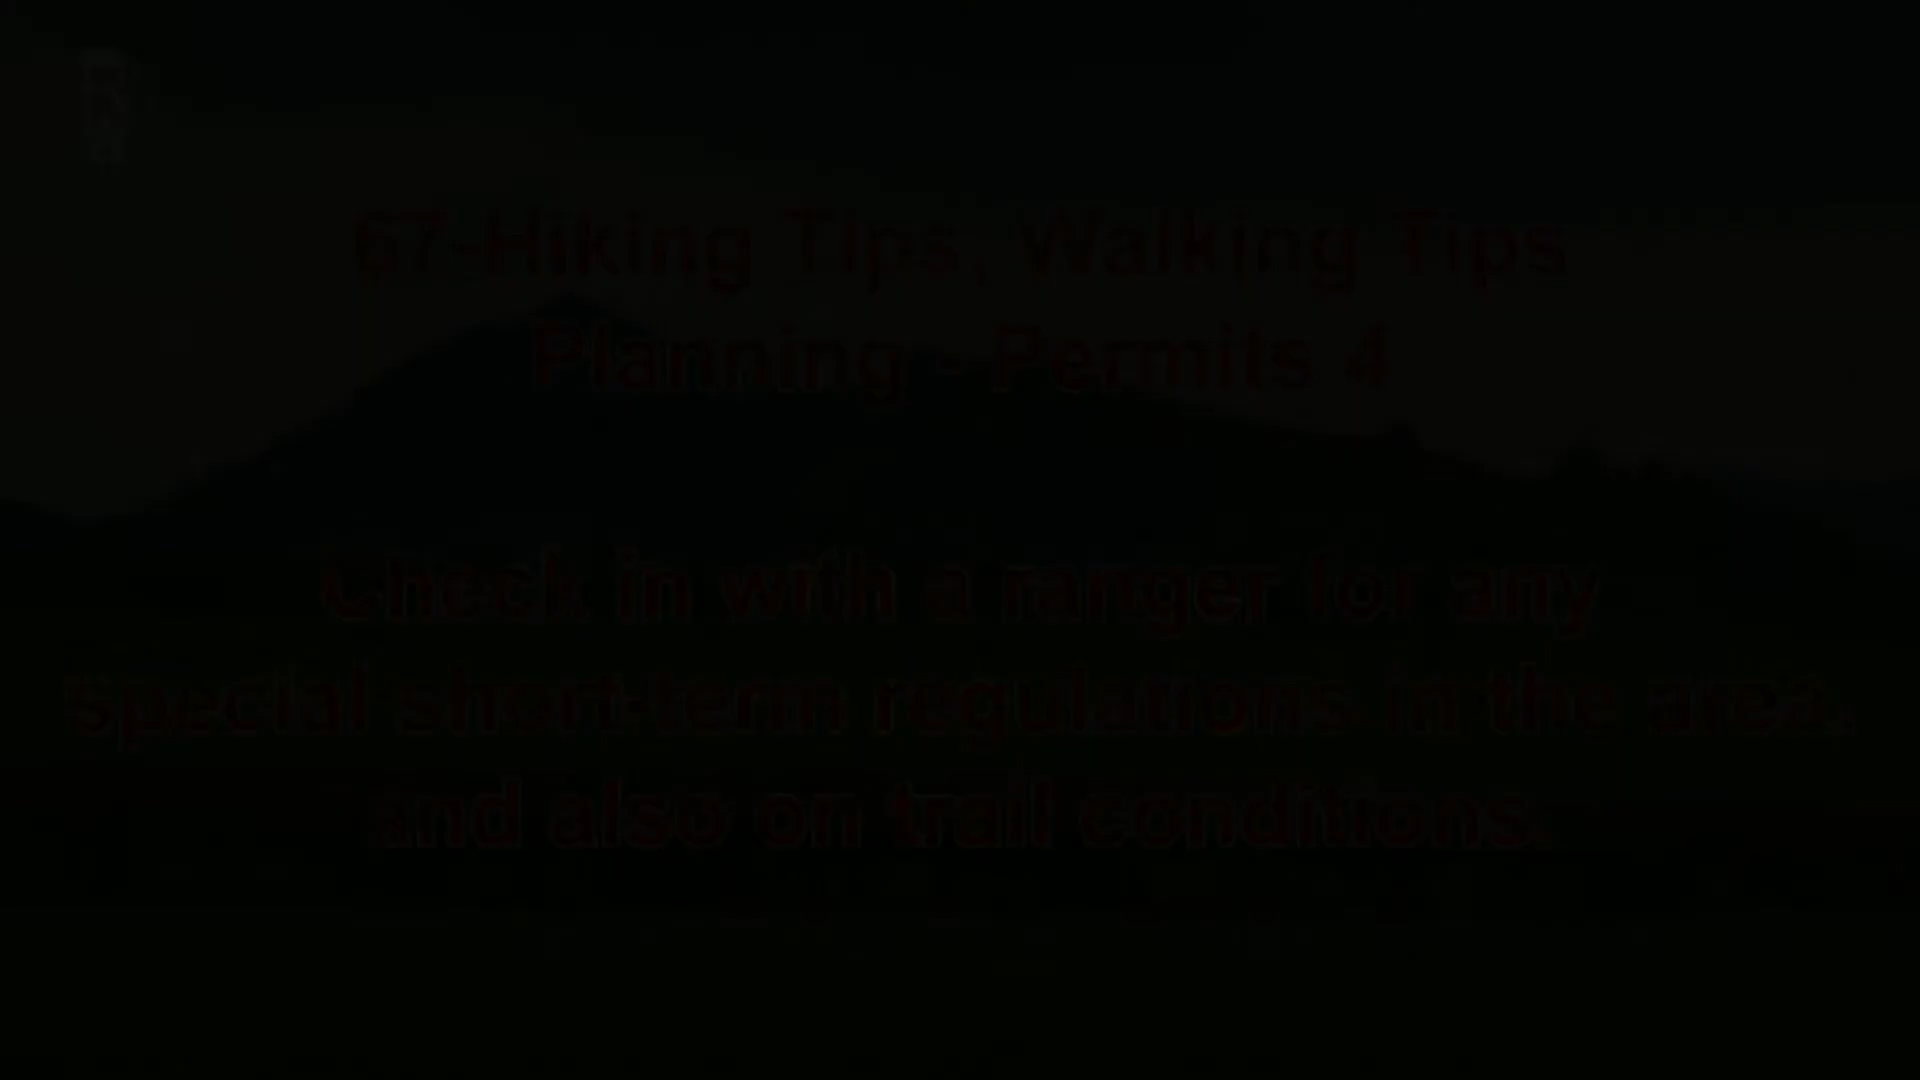 67-Hiking Tips, Walking Tips
Planning - Permits 4
Check in with a ranger for any
special short-term regulations in the area,
and also on trail conditions.